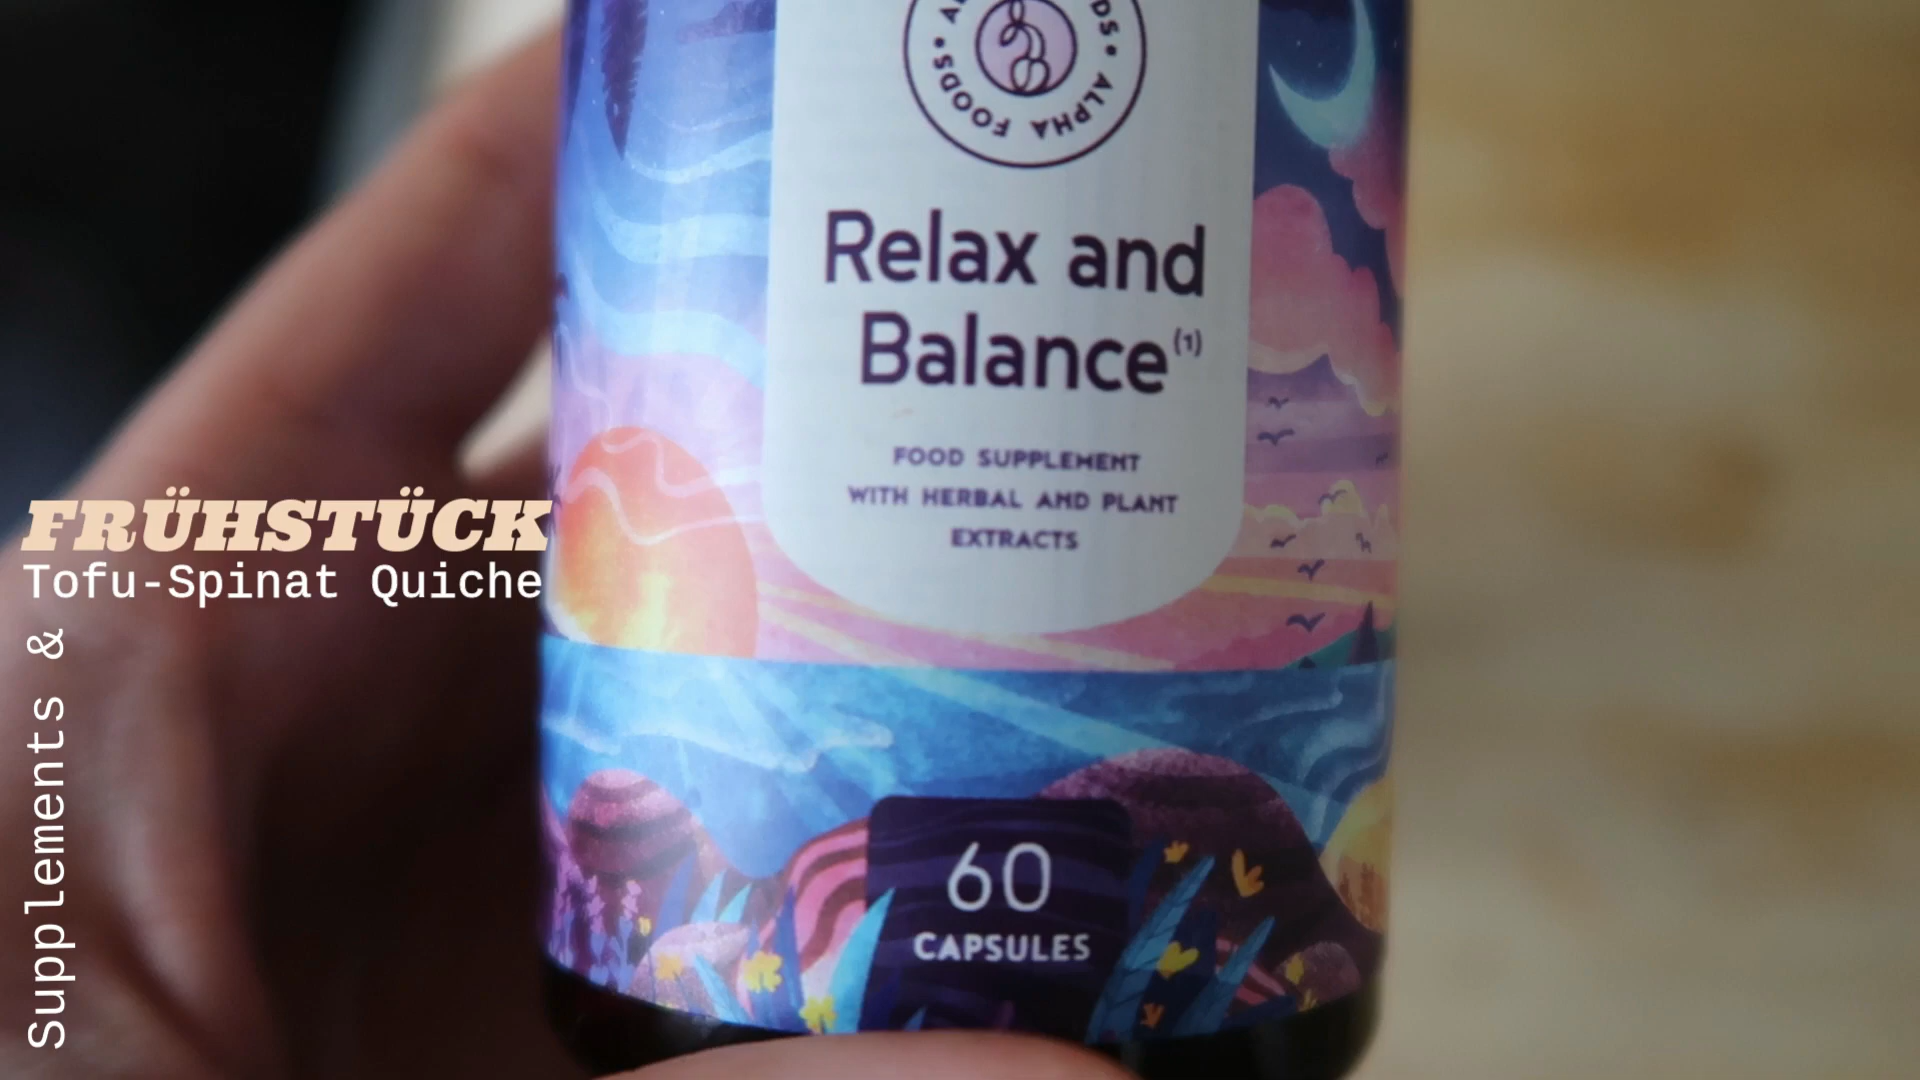 ALPHA FOODS
Relax and
Balance(1)
FOOD SUPPLEMENT
WITH HERBAL AND PLANT
EXTRACTS
60
CAPSULES
FRÜHSTÜCK
Tofu-Spinat Quiche
Supplements &